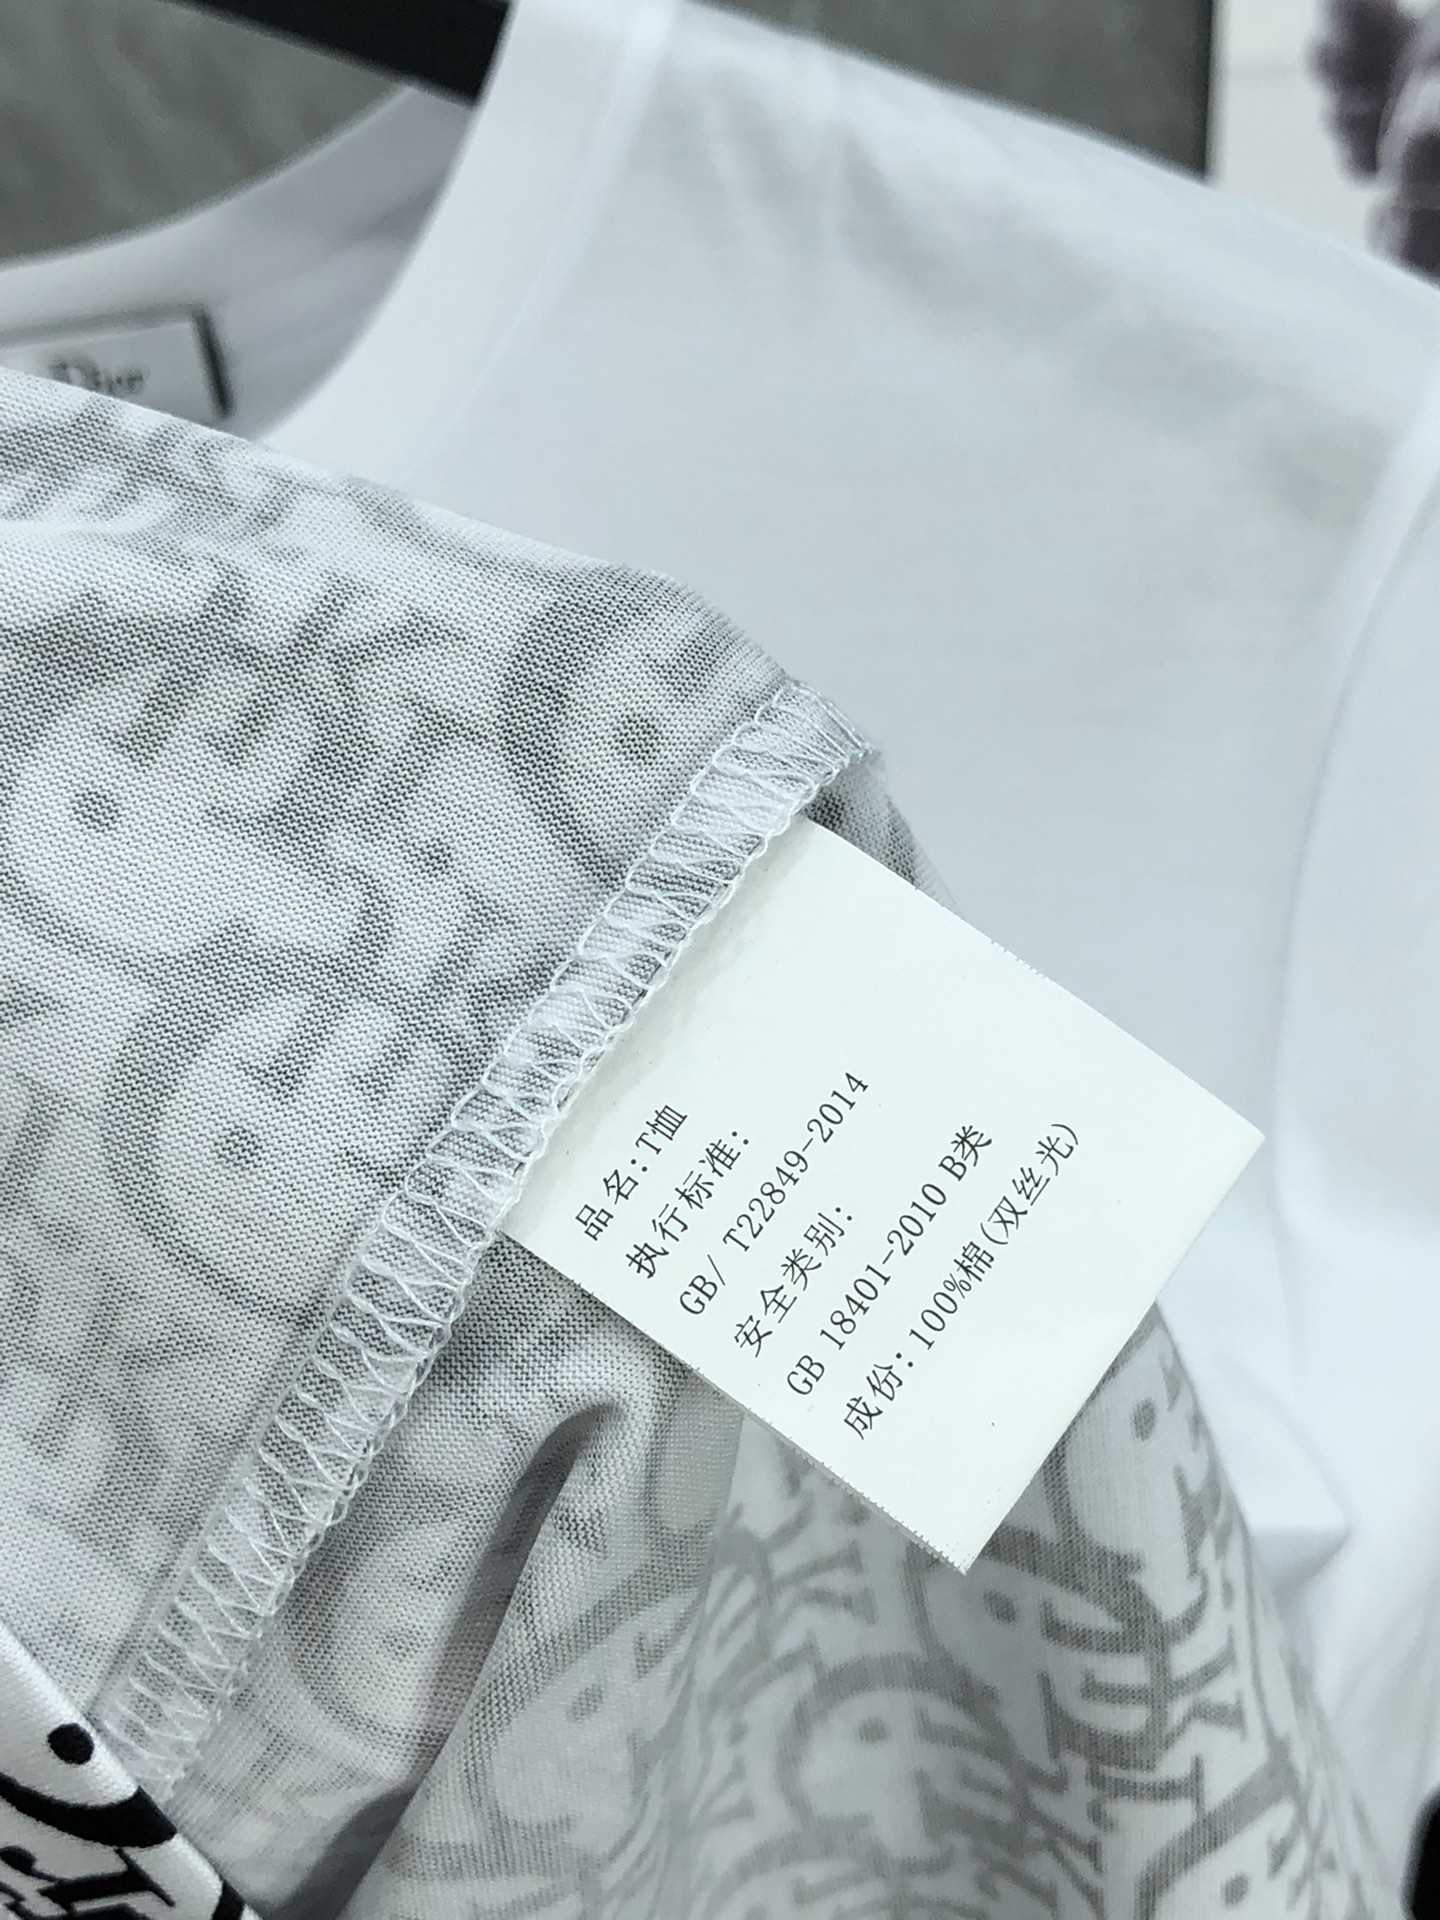 Dior
品名:T恤
执行标准:
GB/ T22849-2014
安全类别:
GB 18401-2010 B类
成份: 100%棉(双丝光)